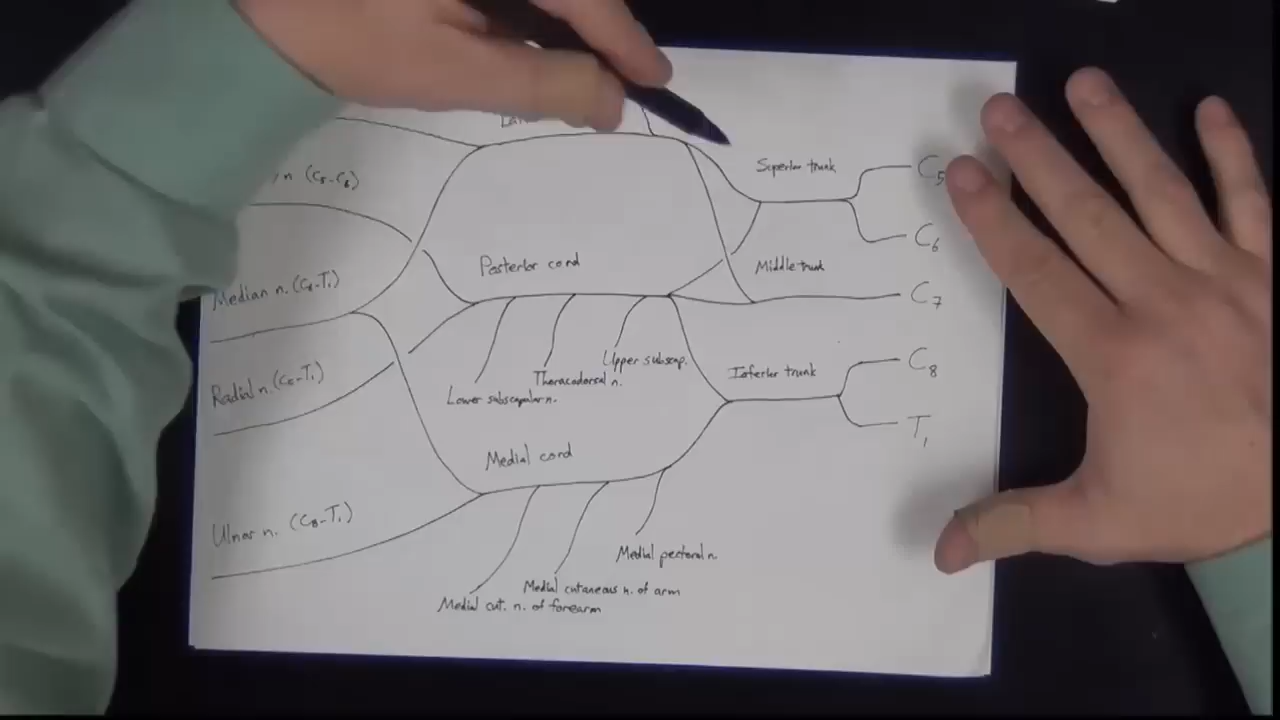 Superior trunk
C5
n (C5-C6)
C6
Posterior cord
Middle trunk
Median n. (C6-T1)
C7
Upper subscap.
Thoracodorsal n.
Lower subscapular n.
Inferior trunk
C8
Radial n. (C5-T1)
T1
Medial cord
Ulnar n. (C8-T1)
Medial pectoral n.
Medial cutaneous n. of arm
Medial cut. n. of forearm